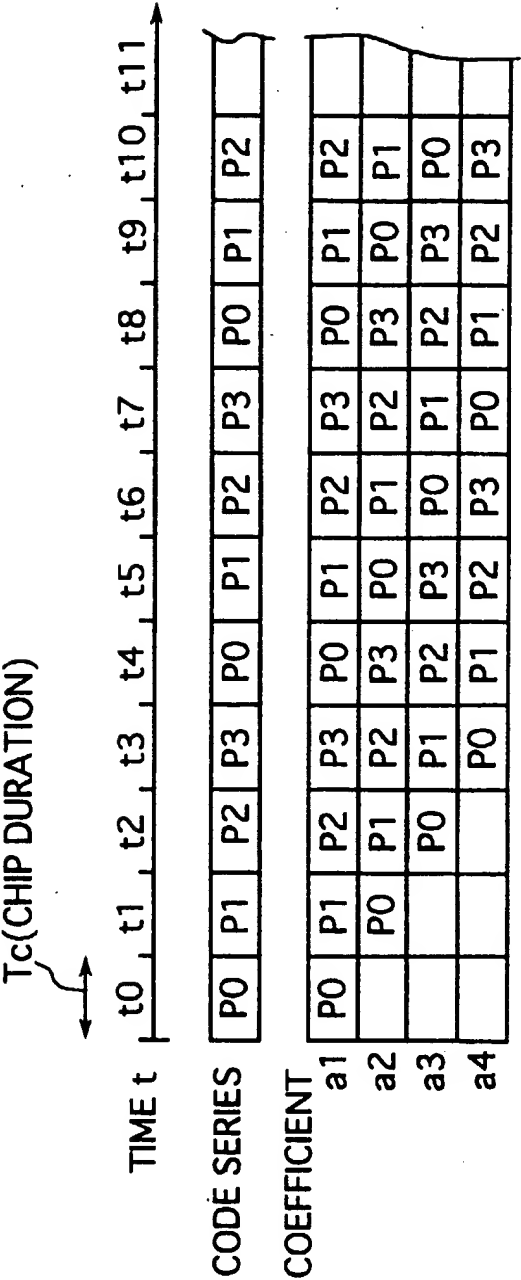 Tc(CHIP DURATION)
TIME t t0 t1 t2 t3 t4 t5 t6 t7 t8 t9 t10 t11
CODE SERIES P0 P1 P2 P3 P0 P1 P2 P3 P0 P1 P2
COEFFICIENT
a1 P0 P1 P2 P3 P0 P1 P2 P3 P0 P1 P2
a2 P0 P1 P2 P3 P0 P1 P2 P3 P0 P1
a3 P0 P1 P2 P3 P0 P1 P2 P3 P0
a4 P0 P1 P2 P3 P0 P1 P2 P3